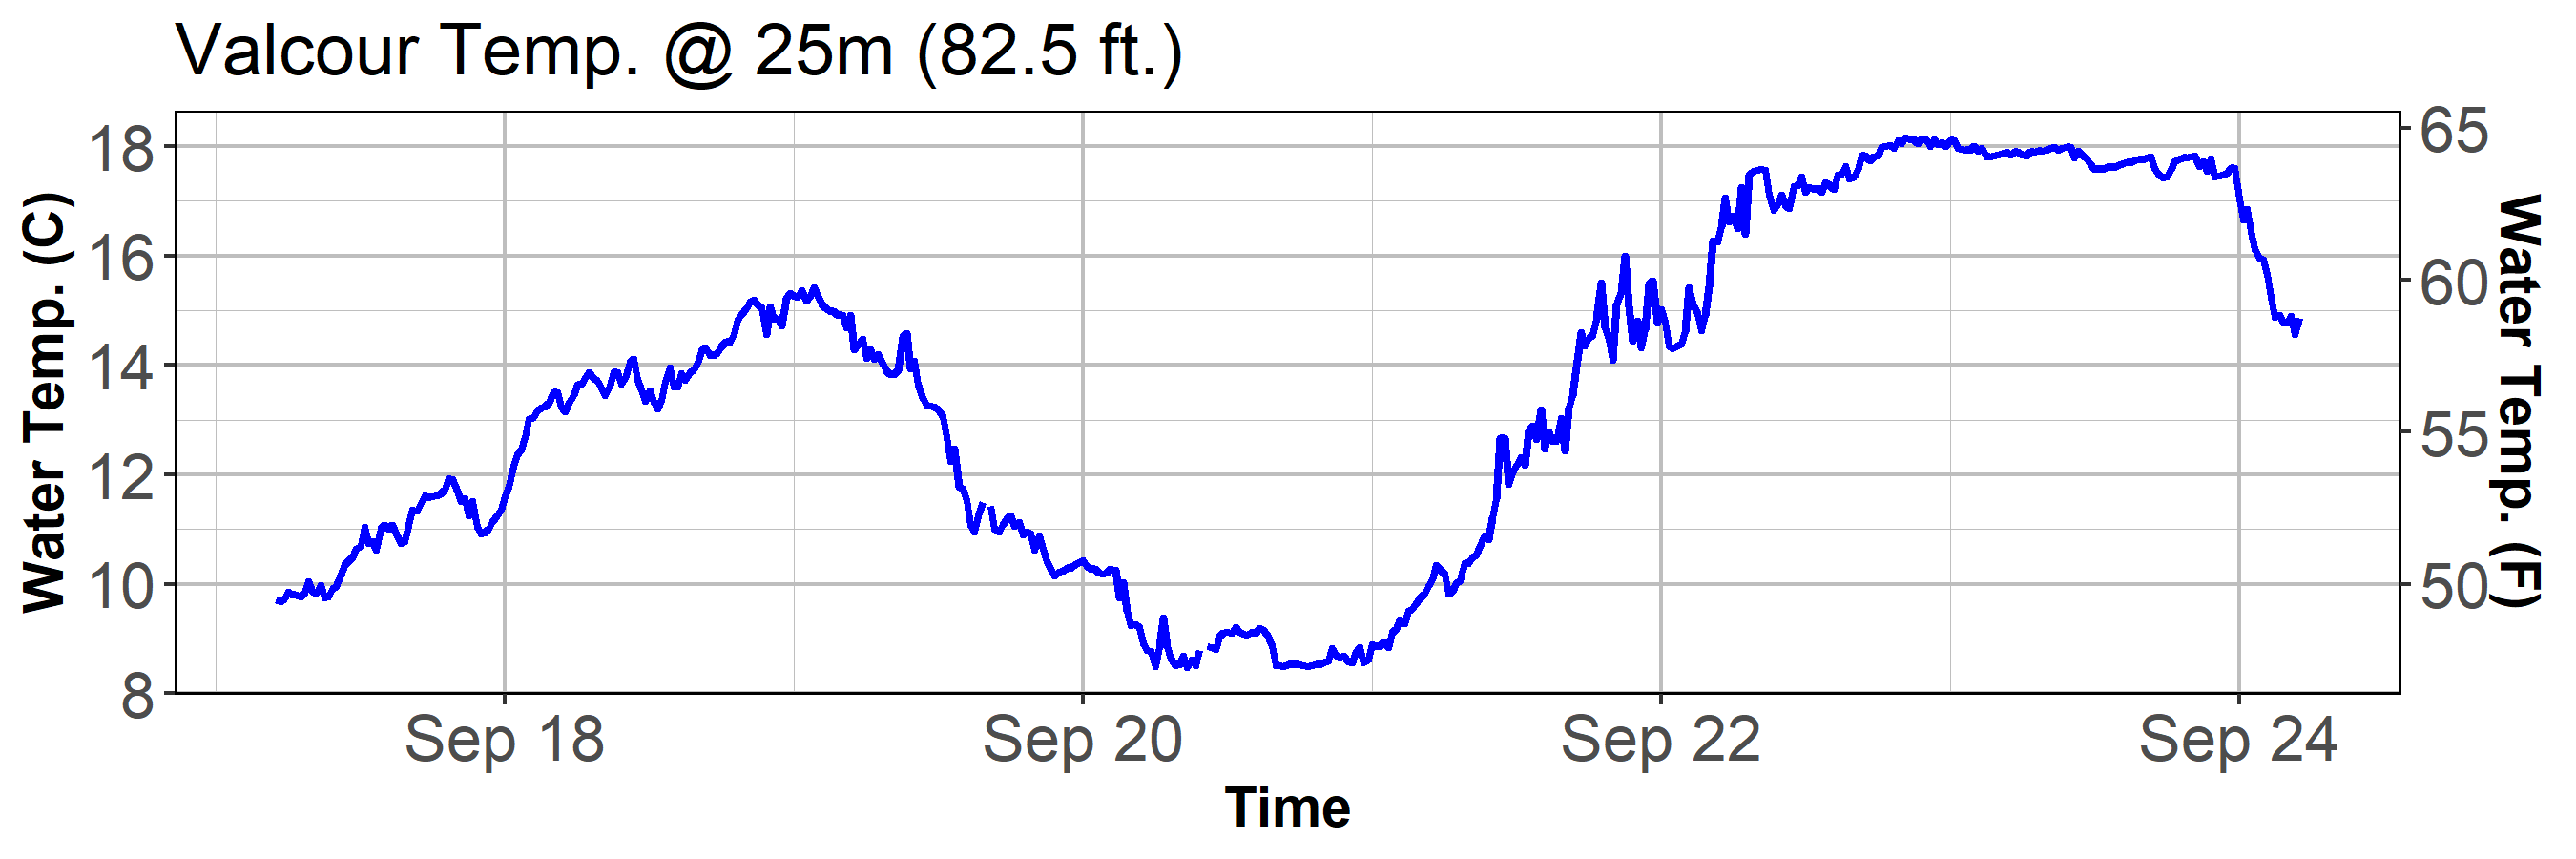 Valcour Temp. @ 25m (82.5 ft.)
Water Temp. (C)
18
16
14
12
10
8
65
60
55
50
Water Temp. (F)
Sep 18
Sep 20
Sep 22
Sep 24
Time